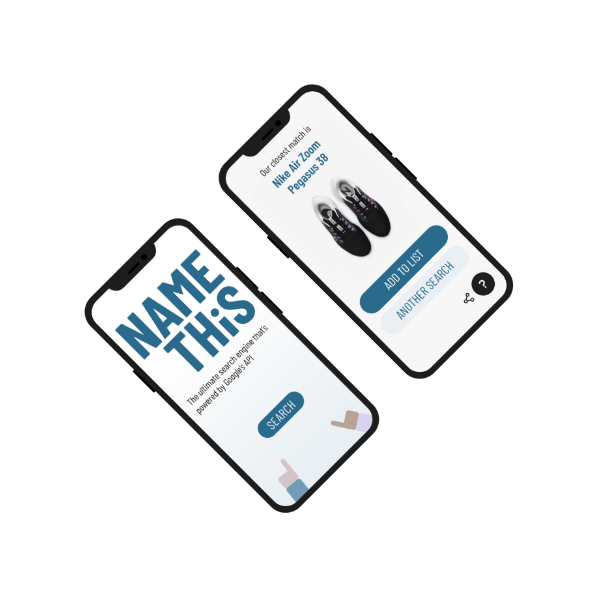 NAME
THiS
The ultimate search engine that's
powered by Google's API
SEARCH
Our closest match is
Nike Air Zoom
Pegasus 38
ADD TO LIST
ANOTHER SEARCH
?